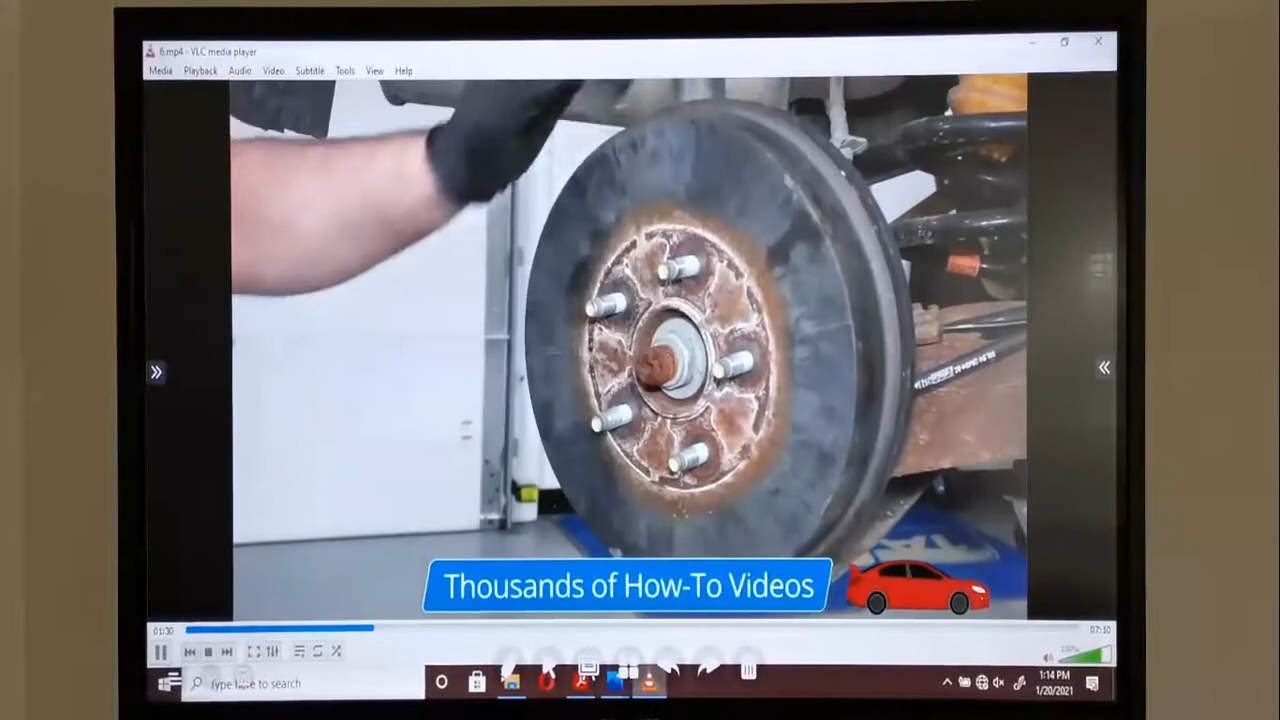 6.mp4 - VLC media player
Media Playback Audio Video Subtitle Tools View Help
Thousands of How-To Videos
01:30
07:10
100%
Type here to search
1:14 PM
1/20/2021